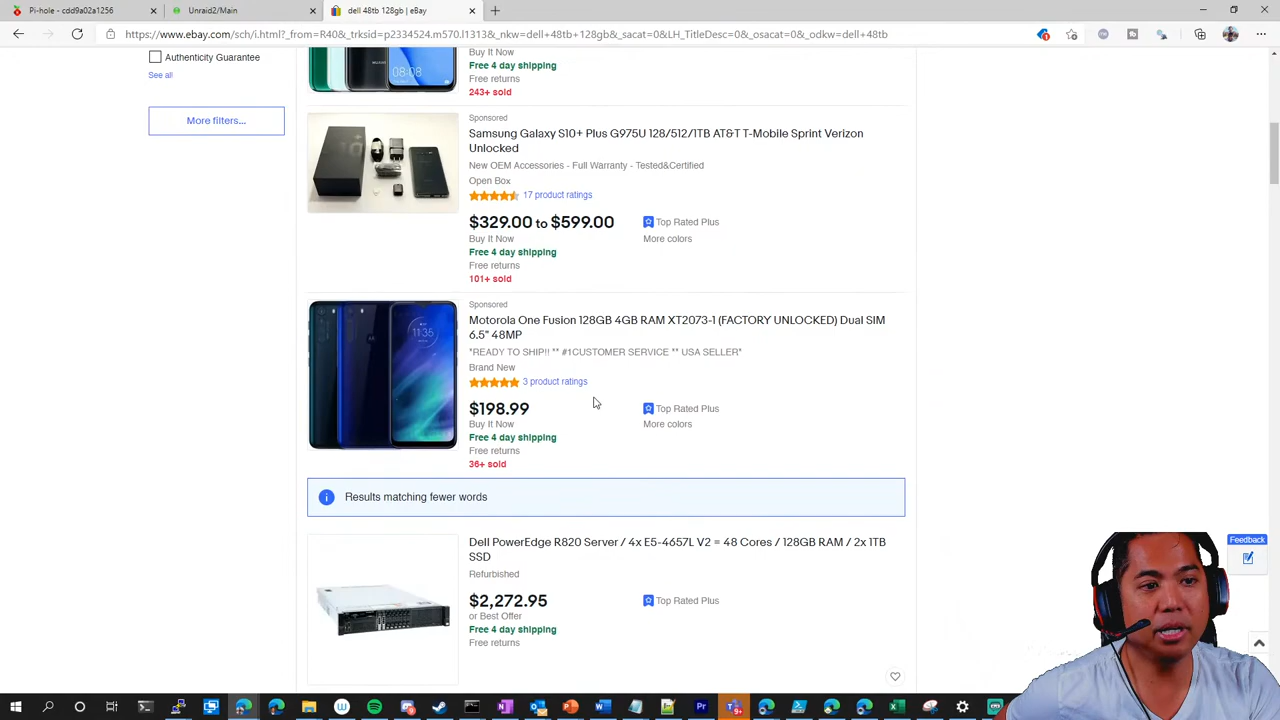 Pi-hole - cdd9a02a1256
Unraid2/Main
dell 48tb 128gb | eBay
https://www.ebay.com/sch/i.html?_from=R40&_trksid=p2334524.m570.l1313&_nkw=dell+48tb+128gb&_sacat=0&LH_TitleDesc=0&_osacat=0&_odkw=dell+48tb
Authenticity Guarantee
See all
More filters...
08:08
Buy It Now
Free 4 day shipping
Free returns
243+ sold
Sponsored
Samsung Galaxy S10+ Plus G975U 128/512/1TB AT&T T-Mobile Sprint Verizon
Unlocked
New OEM Accessories - Full Warranty - Tested&Certified
Open Box
17 product ratings
$329.00 to $599.00
Top Rated Plus
Buy It Now
More colors
Free 4 day shipping
Free returns
101+ sold
Sponsored
Motorola One Fusion 128GB 4GB RAM XT2073-1 (FACTORY UNLOCKED) Dual SIM
6.5" 48MP
*READY TO SHIP!! ** #1CUSTOMER SERVICE ** USA SELLER*
Brand New
3 product ratings
11:35
$198.99
Top Rated Plus
Buy It Now
More colors
Free 4 day shipping
Free returns
36+ sold
Results matching fewer words
Dell PowerEdge R820 Server / 4x E5-4657L V2 = 48 Cores / 128GB RAM / 2x 1TB
SSD
Refurbished
$2,272.95
Top Rated Plus
or Best Offer
Free 4 day shipping
Free returns
Feedback